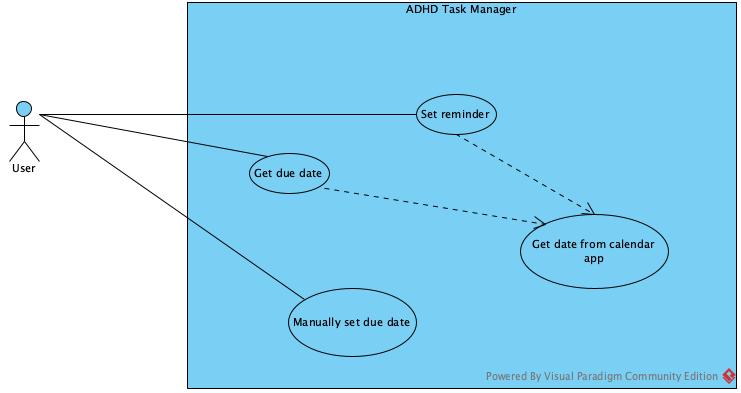 ADHD Task Manager
Set reminder
User
Get due date
Get date from calendar
app
Manually set due date
Powered By Visual Paradigm Community Edition